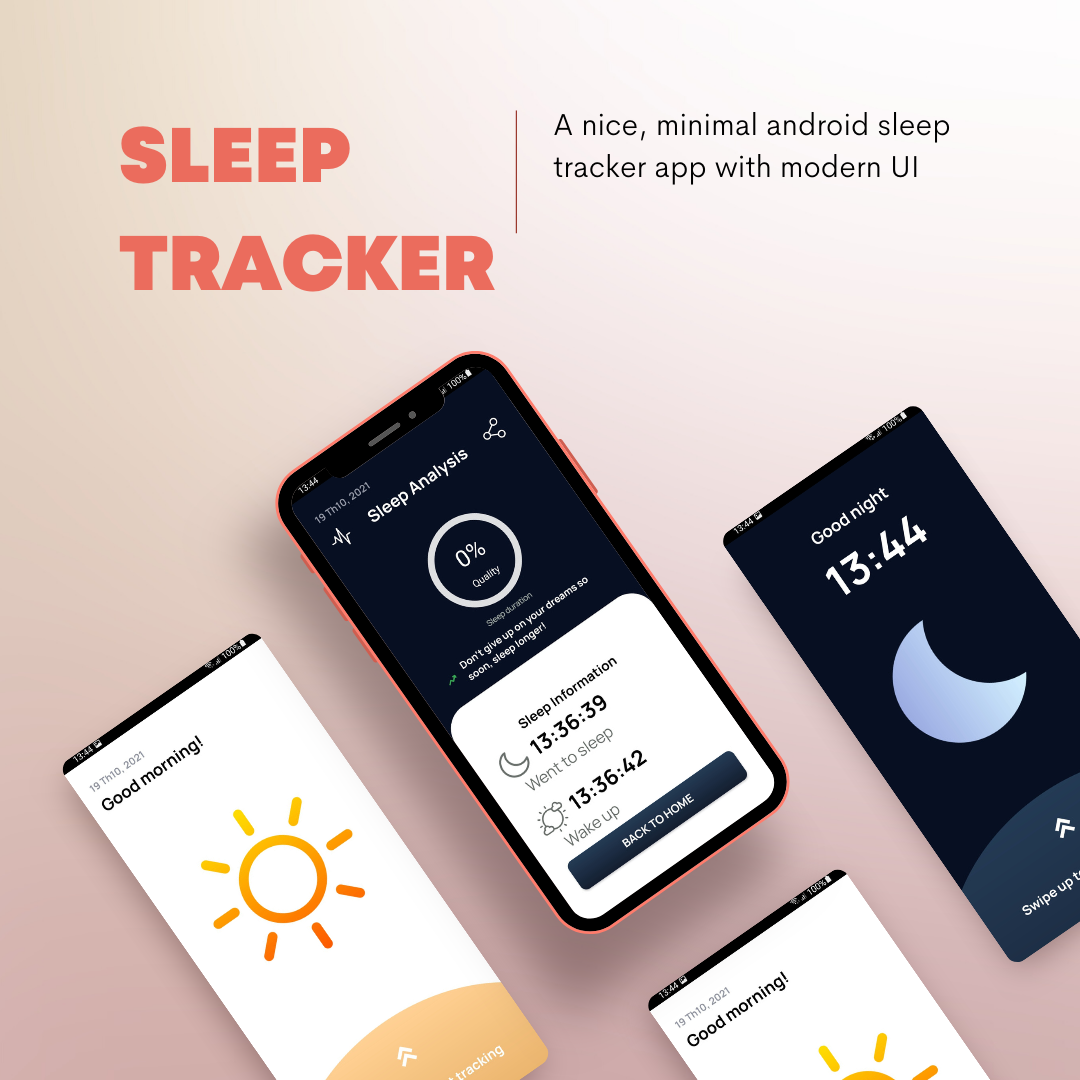 SLEEP
TRACKER
A nice, minimal android sleep
tracker app with modern UI
13:44
100%
19 Th10, 2021
Sleep Analysis
0%
Quality
Sleep duration
Don't give up on your dreams so
soon, sleep longer!
Sleep Information
13:36:39
Went to sleep
13:36:42
Wake up
BACK TO HOME
13:44
100%
Good night
13:44
Swipe up to
13:44
100%
19 Th10, 2021
Good morning!
tracking
13:44
100%
19 Th10, 2021
Good morning!